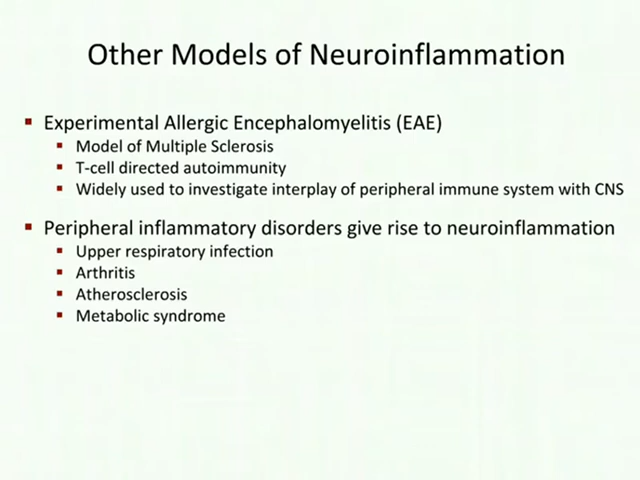 Other Models of Neuroinflammation
▪ Experimental Allergic Encephalomyelitis (EAE)
▪ Model of Multiple Sclerosis
▪ T-cell directed autoimmunity
▪ Widely used to investigate interplay of peripheral immune system with CNS
▪ Peripheral inflammatory disorders give rise to neuroinflammation
▪ Upper respiratory infection
▪ Arthritis
▪ Atherosclerosis
▪ Metabolic syndrome